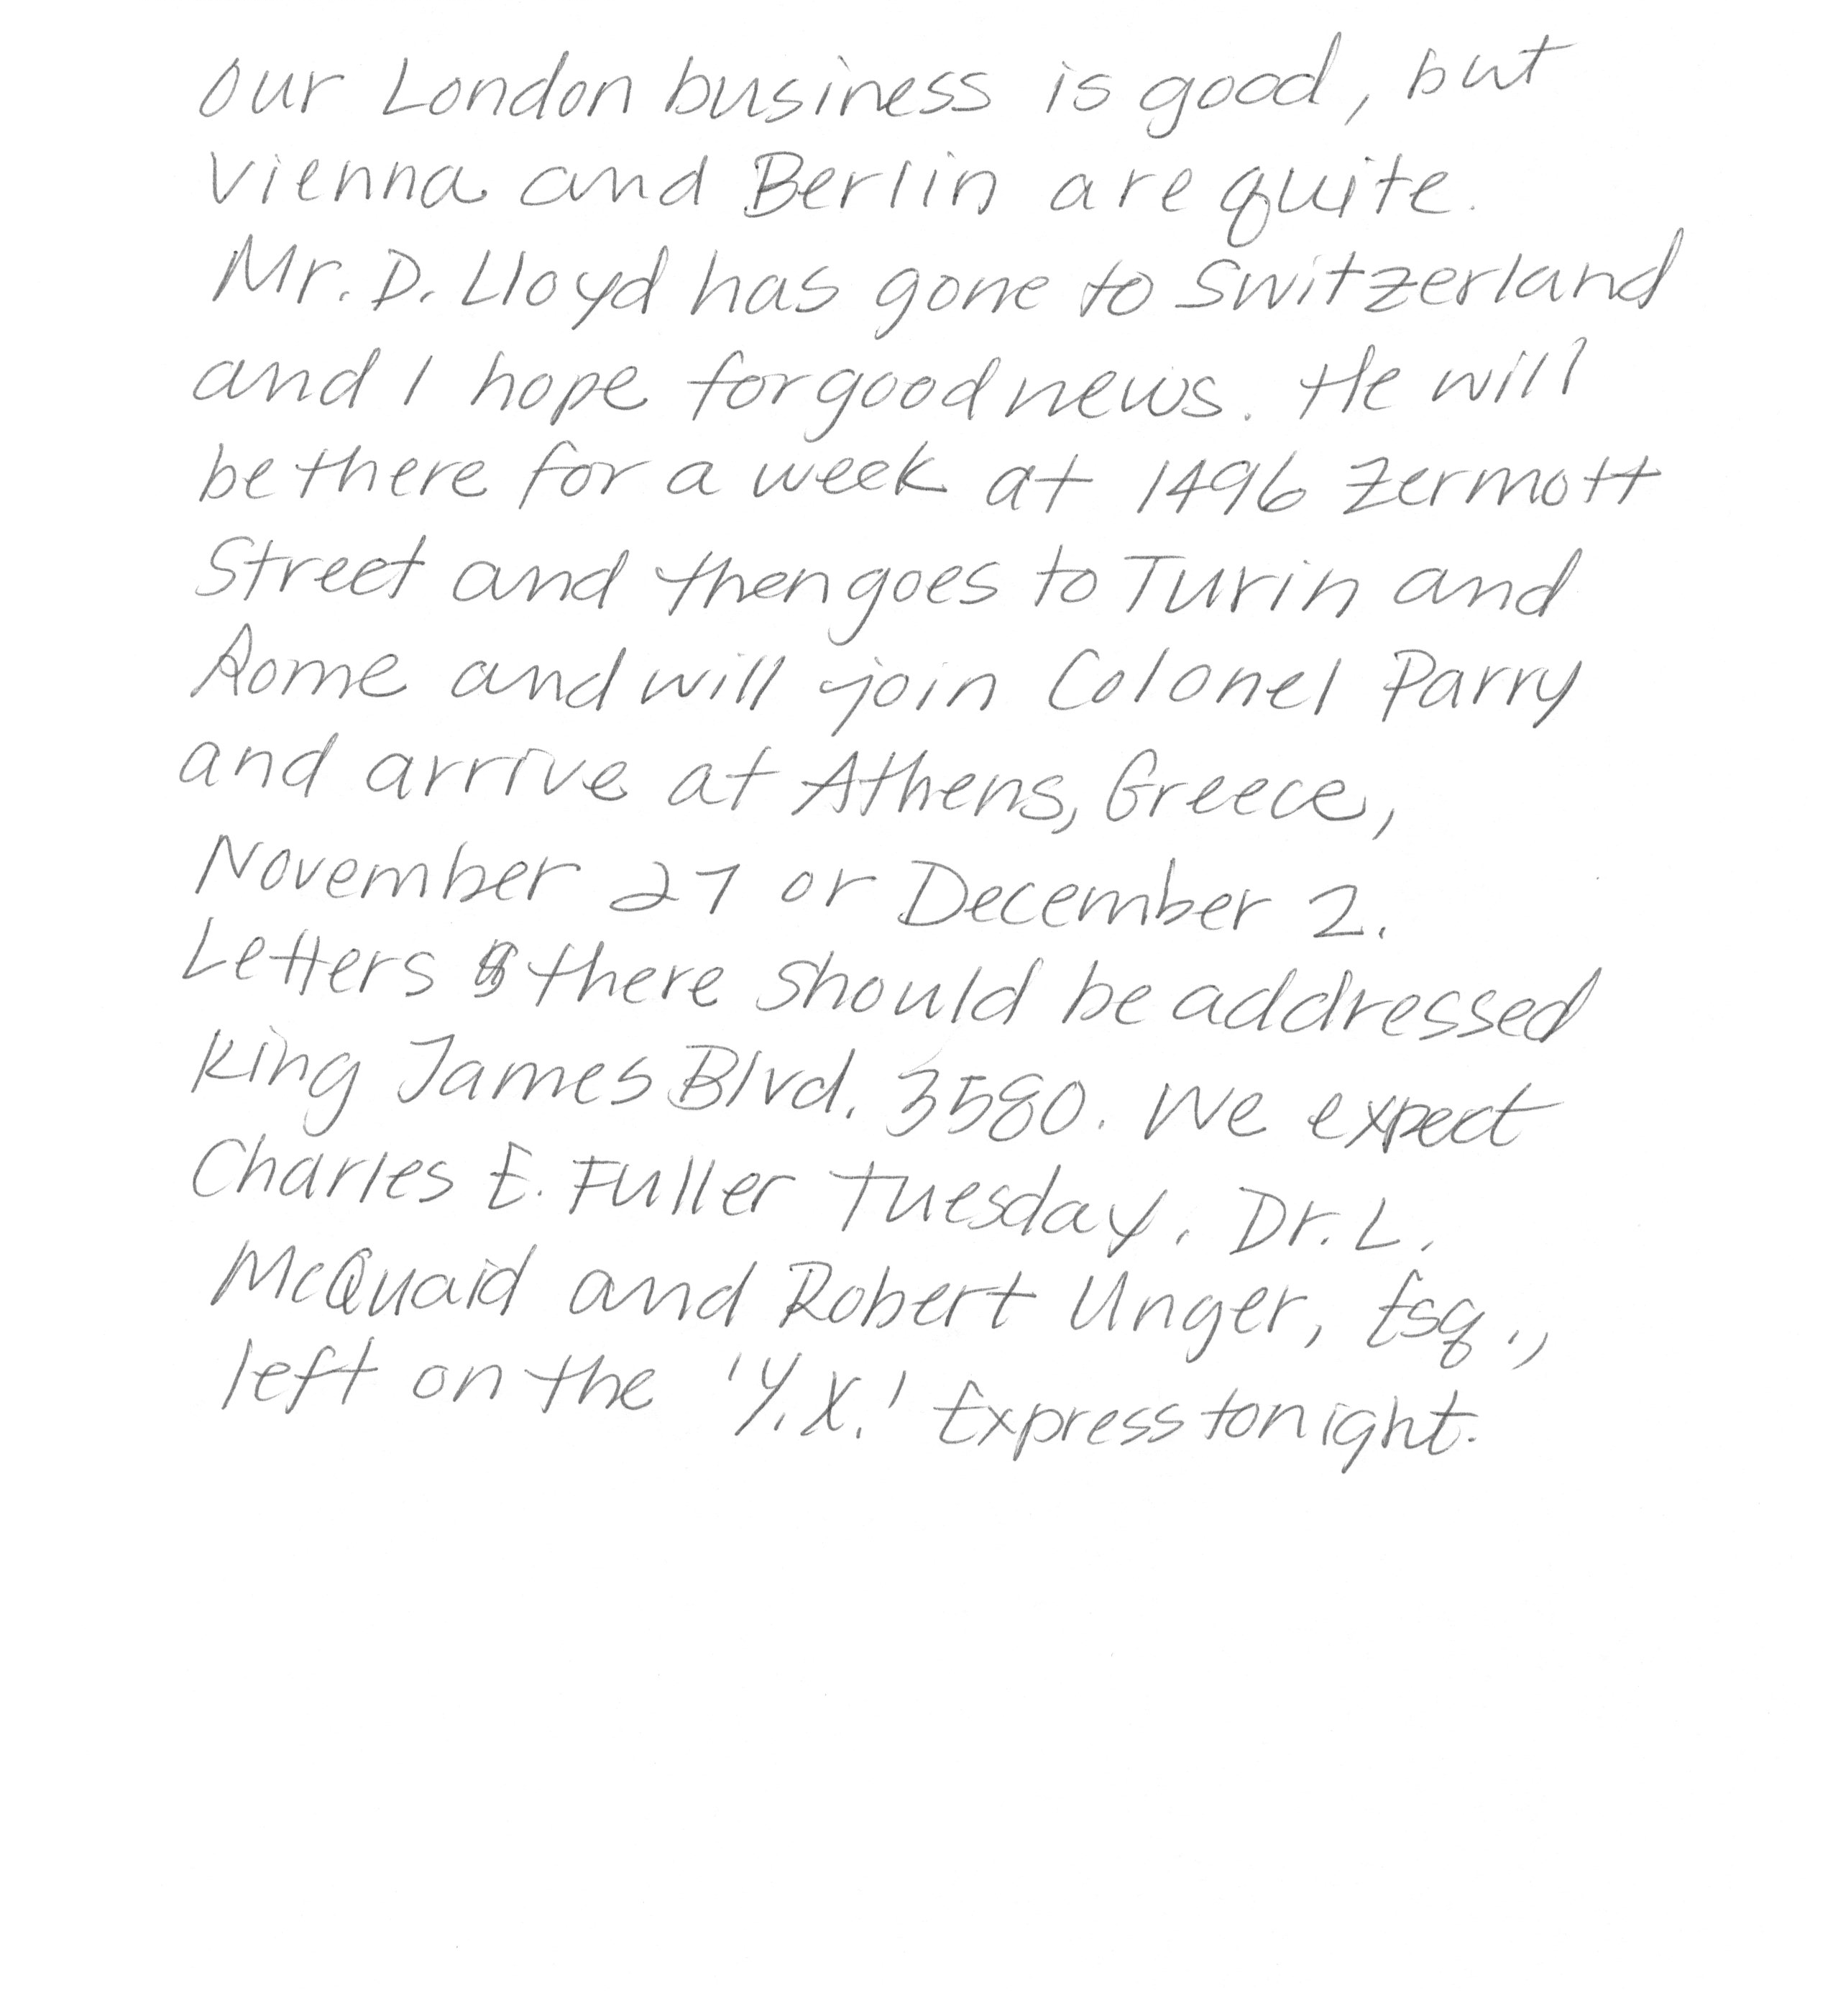 our London business is good, but
Vienna and Berlin are quite.
Mr. D. Lloyd has gone to Switzerland
and I hope for good news. He will
be there for a week at 1496 Zermott
Street and then goes to Turin and
Rome and will join Colonel Parry
and arrive at Athens, Greece,
November 27 or December 2.
Letters there should be addressed
King James Blvd. 3580. We expect
Charles E. Fuller Tuesday. Dr. L.
McQuaid and Robert Unger, Esq.,
left on the 'Y.X.' Express tonight.